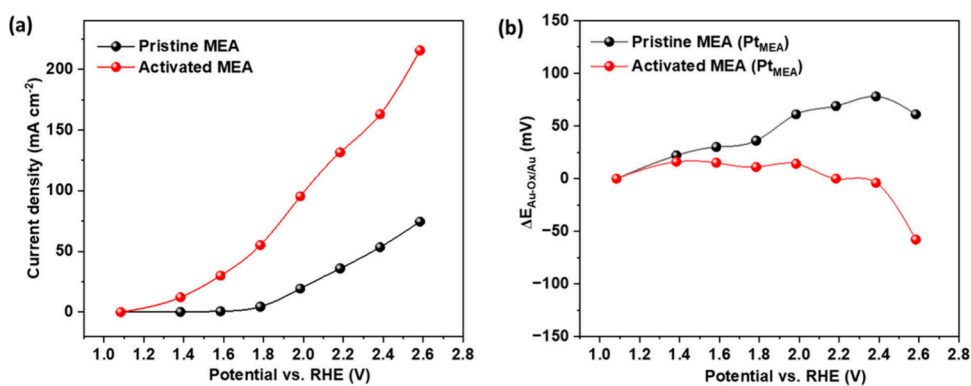 (a)
Pristine MEA
Activated MEA
Current density (mA cm⁻²)
200
150
100
50
0
1.0 1.2 1.4 1.6 1.8 2.0 2.2 2.4 2.6 2.8
Potential vs. RHE (V)
(b)
Pristine MEA (Pt_MEA)
Activated MEA (Pt_MEA)
ΔE_Au-Ox/Au (mV)
150
100
50
0
−50
−100
−150
1.0 1.2 1.4 1.6 1.8 2.0 2.2 2.4 2.6 2.8
Potential vs. RHE (V)